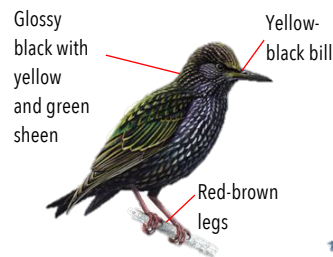 Glossy
black with
yellow
and green
sheen
Yellow-
black bill
Red-brown
legs